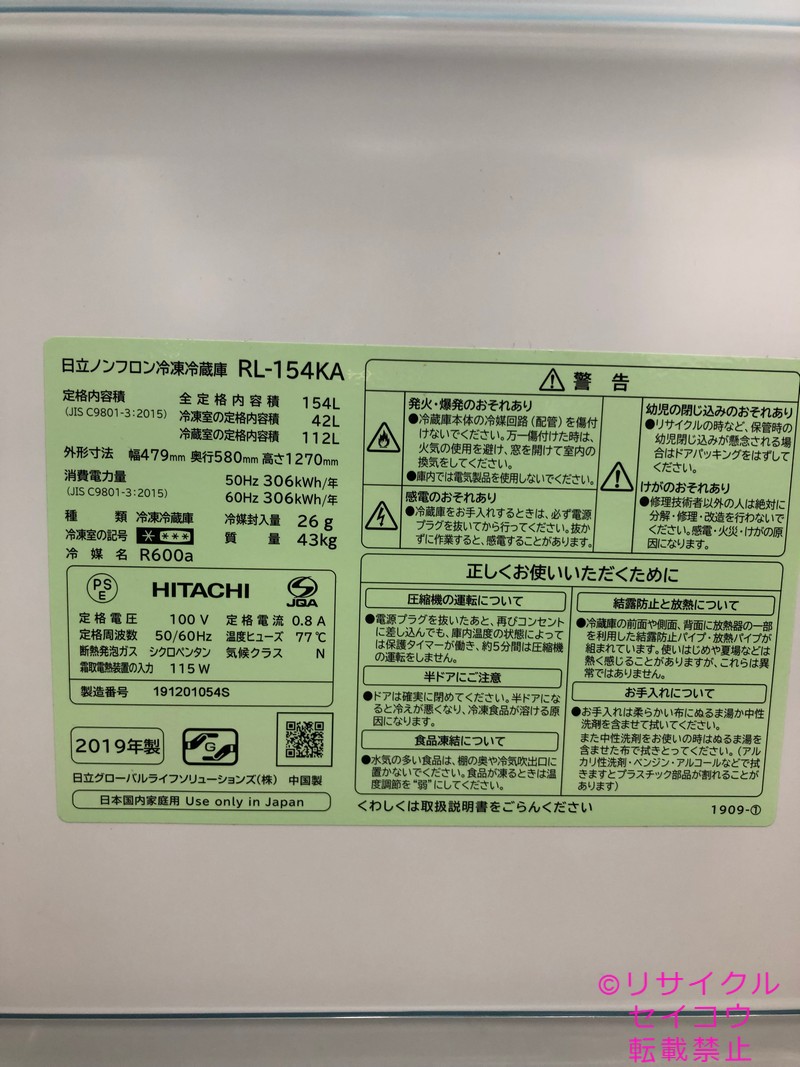 日立ノンフロン冷凍冷蔵庫 RL-154KA
定格内容積 全定格内容積 154L
(JIS C9801-3:2015) 冷凍室の定格内容積 42L
冷蔵室の定格内容積 112L
外形寸法 幅479mm 奥行580mm 高さ1270mm
消費電力量 50Hz 306kWh/年
(JIS C9801-3:2015) 60Hz 306kWh/年
種類 冷凍冷蔵庫 冷媒封入量 26g
冷凍室の記号 ****
質量 43kg
冷媒名 R600a
PS E HITACHI JQA
定格電圧 100V 定格電流 0.8A
定格周波数 50/60Hz 温度ヒューズ 77℃
断熱発泡ガス シクロペンタン 気候クラス N
霜取電熱装置の入力 115W
製造番号 191201054S
2019年製 G
日立グローバルライフソリューションズ(株) 中国製
日本国内家庭用 Use only in Japan
警告
発火・爆発のおそれあり
●冷蔵庫本体の冷媒回路(配管)を傷付
けないでください。万一傷付けた時は、
火気の使用を避け、窓を開けて室内の
換気をしてください。
●庫内では電気製品を使用しないでください。
感電のおそれあり
●冷蔵庫をお手入れするときは、必ず電源
プラグを抜いてから行ってください。抜か
ずに作業すると、感電することがあります。
幼児の閉じ込みのおそれあり
●リサイクルの時など、保管時の
幼児閉じ込みが懸念される場
合はドアパッキングをはずして
ください。
けがのおそれあり
●修理技術者以外の人は絶対に
分解・修理・改造を行わないで
ください。感電・火災・けがの原
因になります。
正しくお使いいただくために
圧縮機の運転について
●電源プラグを抜いたあと、再びコンセント
に差し込んでも、庫内温度の状態によって
は保護タイマーが働き、約5分間は圧縮機
の運転をしません。
半ドアにご注意
●ドアは確実に閉めてください。半ドアにな
ると冷えが悪くなり、冷凍食品が溶ける原
因になります。
食品凍結について
●水気の多い食品は、棚の奥や冷気吹出口に
置かないでください。食品が凍るときは温
度調節を“弱”にしてください。
結露防止と放熱について
●冷蔵庫の前面や側面、背面に放熱器の一部
を利用した結露防止パイプ・放熱パイプが
組まれています。使いはじめや夏場などは
熱く感じることがありますが、これらは異
常ではありません。
お手入れについて
●お手入れは柔らかい布にぬるま湯か中性
洗剤を含ませて拭いてください。
また中性洗剤をお使いの時はぬるま湯を
含ませた布で拭きとってください。(アル
カリ性洗剤・ベンジン・アルコールなどで拭
きますとプラスチック部品が割れることが
あります)
くわしくは取扱説明書をごらんください 1909-①
©リサイクル
セイコウ
転載禁止